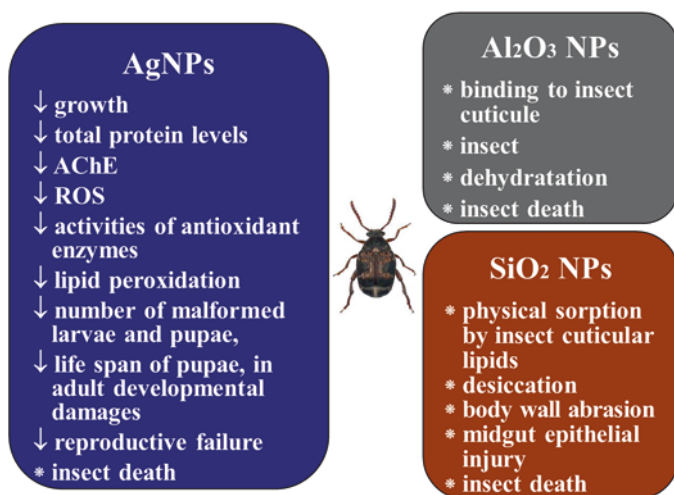 AgNPs
↓ growth
↓ total protein levels
↓ AChE
↓ ROS
↓ activities of antioxidant
enzymes
↓ lipid peroxidation
↓ number of malformed
larvae and pupae,
↓ life span of pupae, in
adult developmental
damages
↓ reproductive failure
* insect death
Al₂O₃ NPs
* binding to insect
cuticule
* insect
* dehydratation
* insect death
SiO₂ NPs
* physical sorption
by insect cuticular
lipids
* desiccation
* body wall abrasion
* midgut epithelial
injury
* insect death